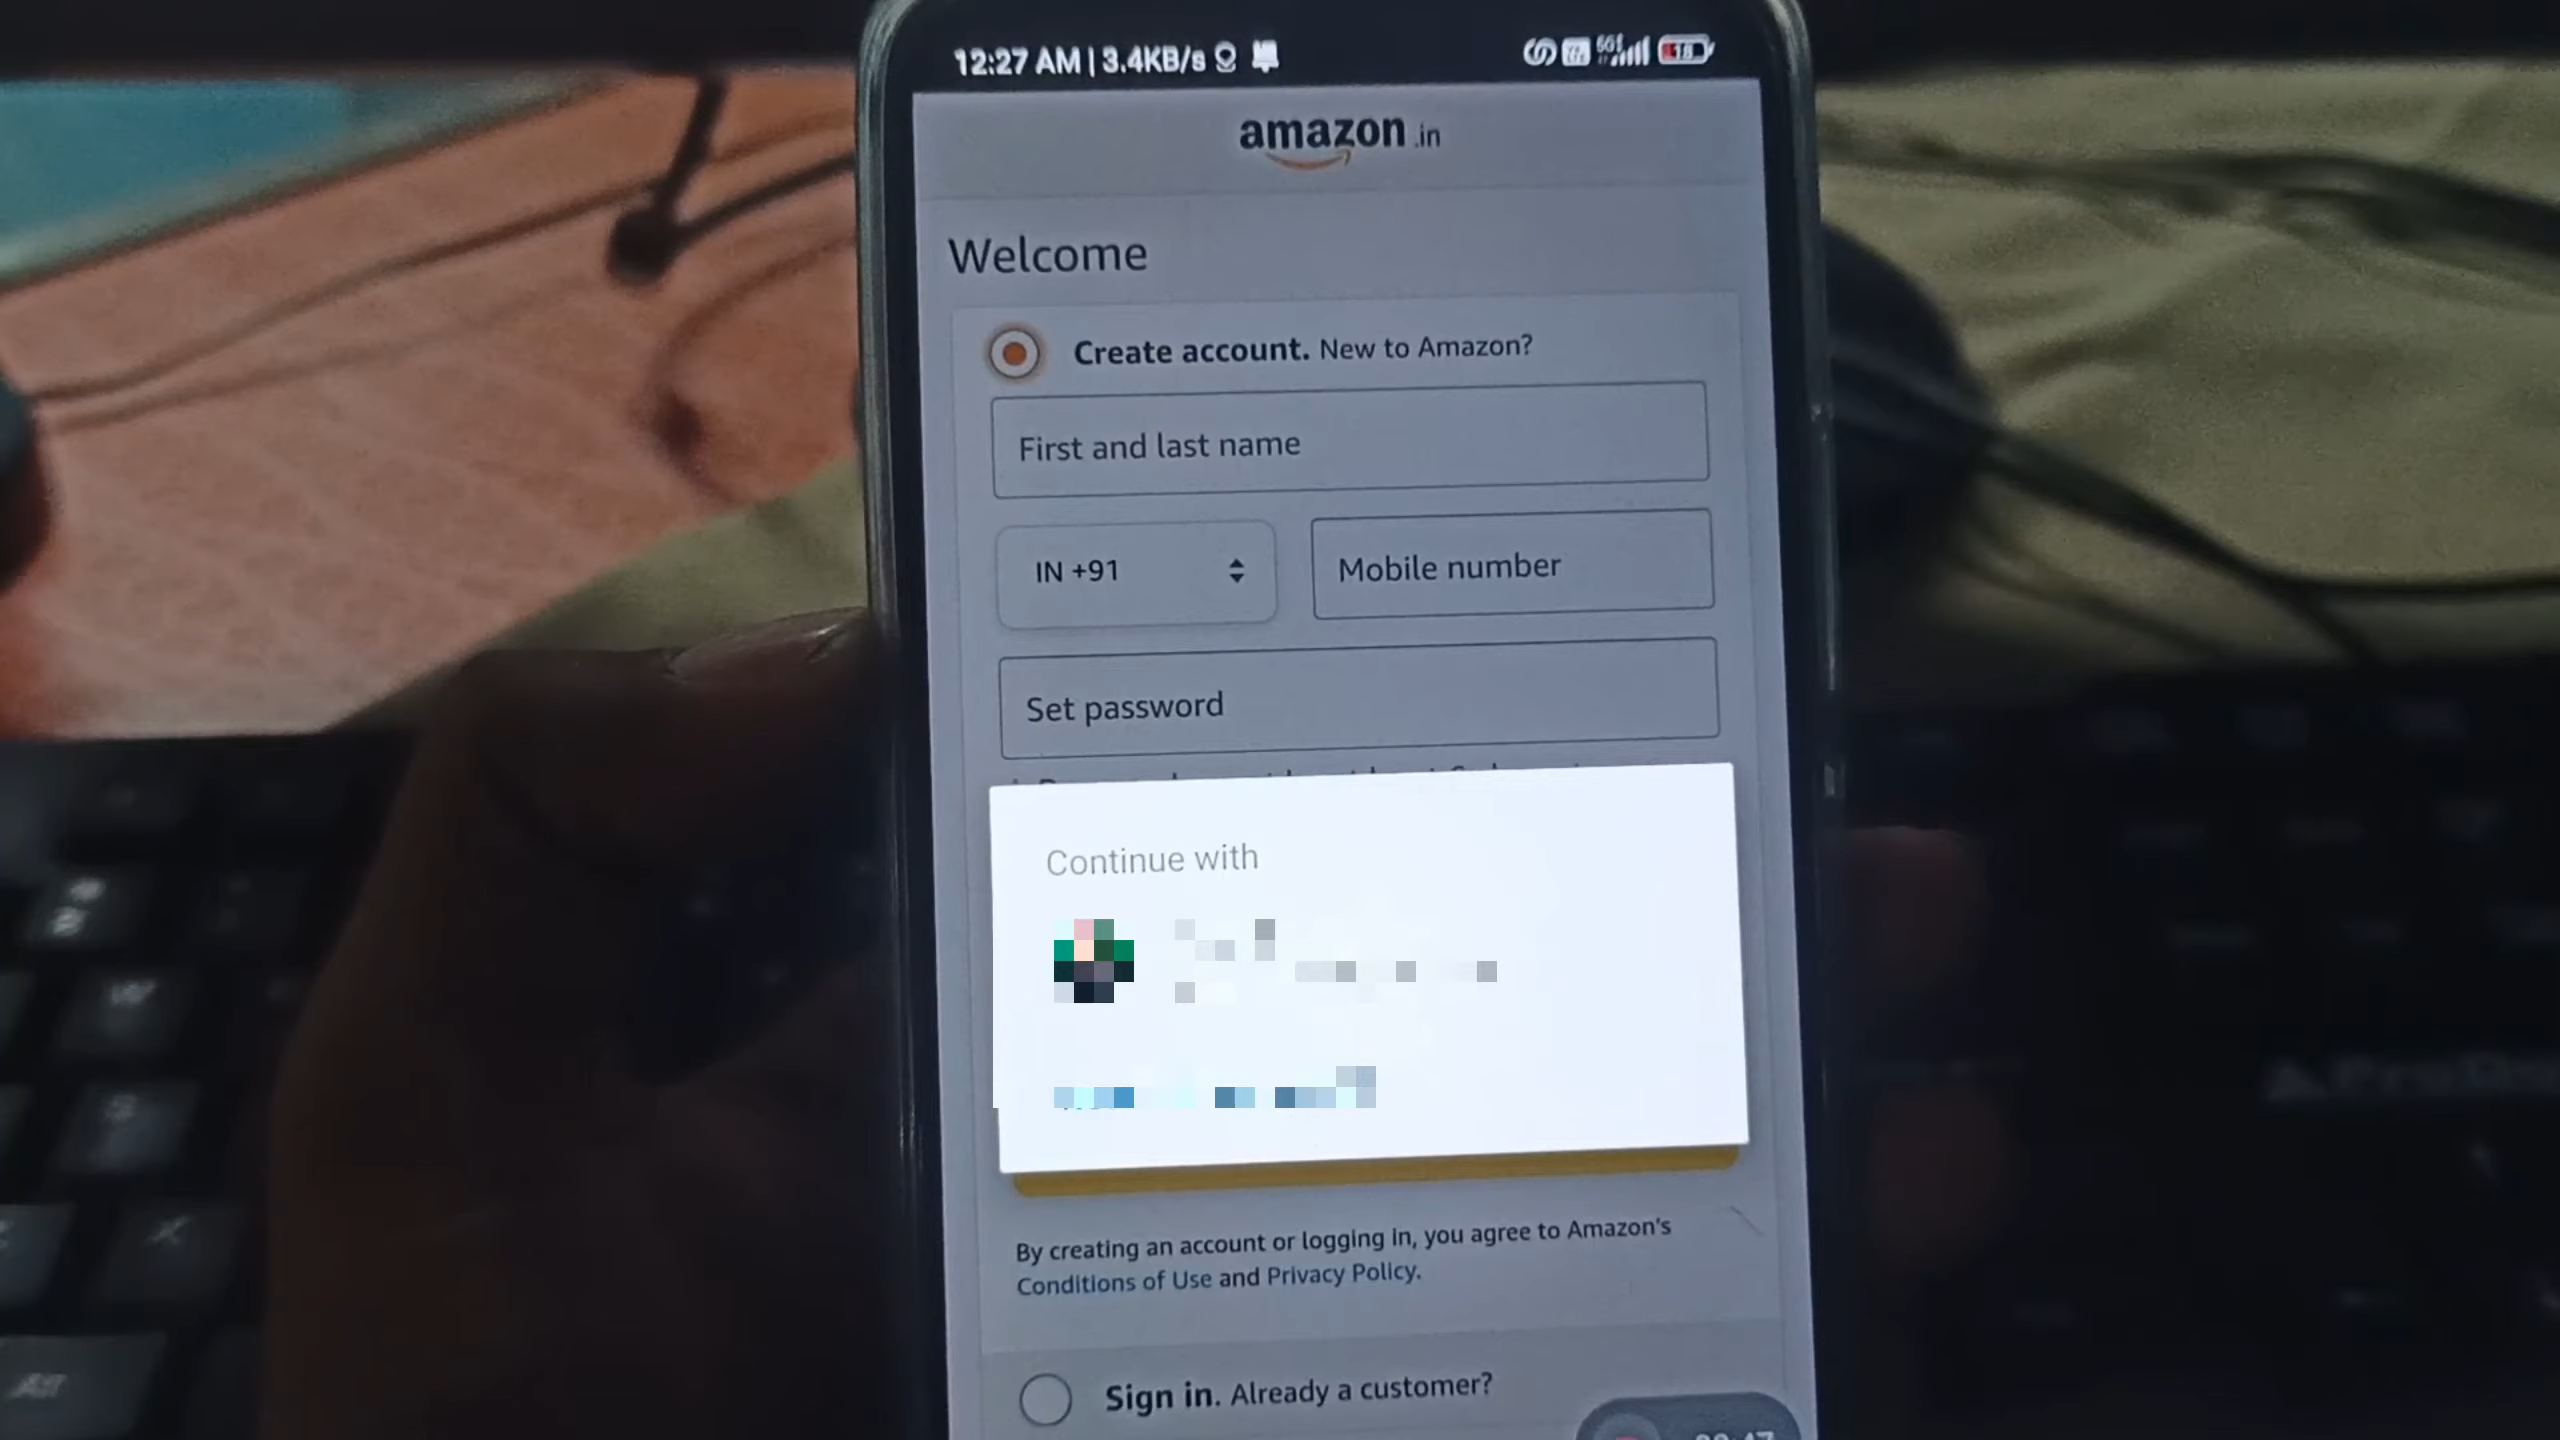 12:27 AM | 3.4KB/s
18
amazon.in
Welcome
Create account. New to Amazon?
First and last name
IN +91
Mobile number
Set password
Continue with
By creating an account or logging in, you agree to Amazon's
Conditions of Use and Privacy Policy.
Sign in. Already a customer?
Alt